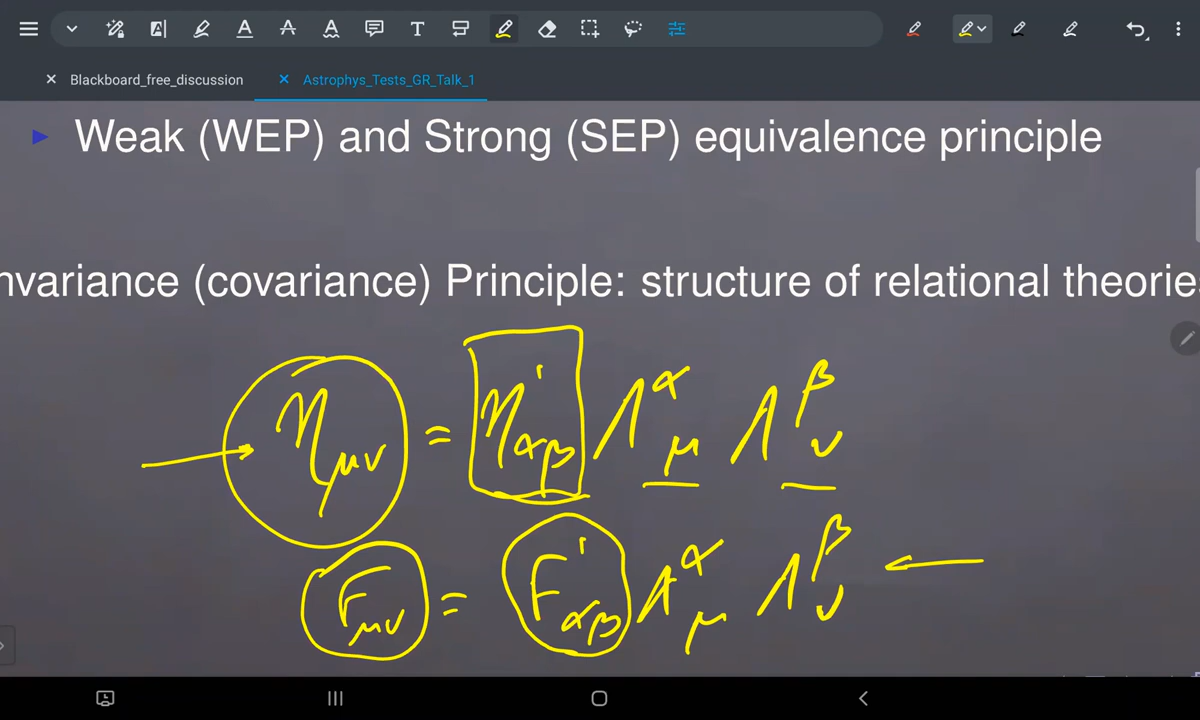 Blackboard_free_discussion Astrophys_Tests_GR_Talk_1
Weak (WEP) and Strong (SEP) equivalence principle
nvariance (covariance) Principle: structure of relational theories
η_μν = η'_αβ Λ^α_μ Λ^β_ν
F_μν = F'_αβ Λ^α_μ Λ^β_ν